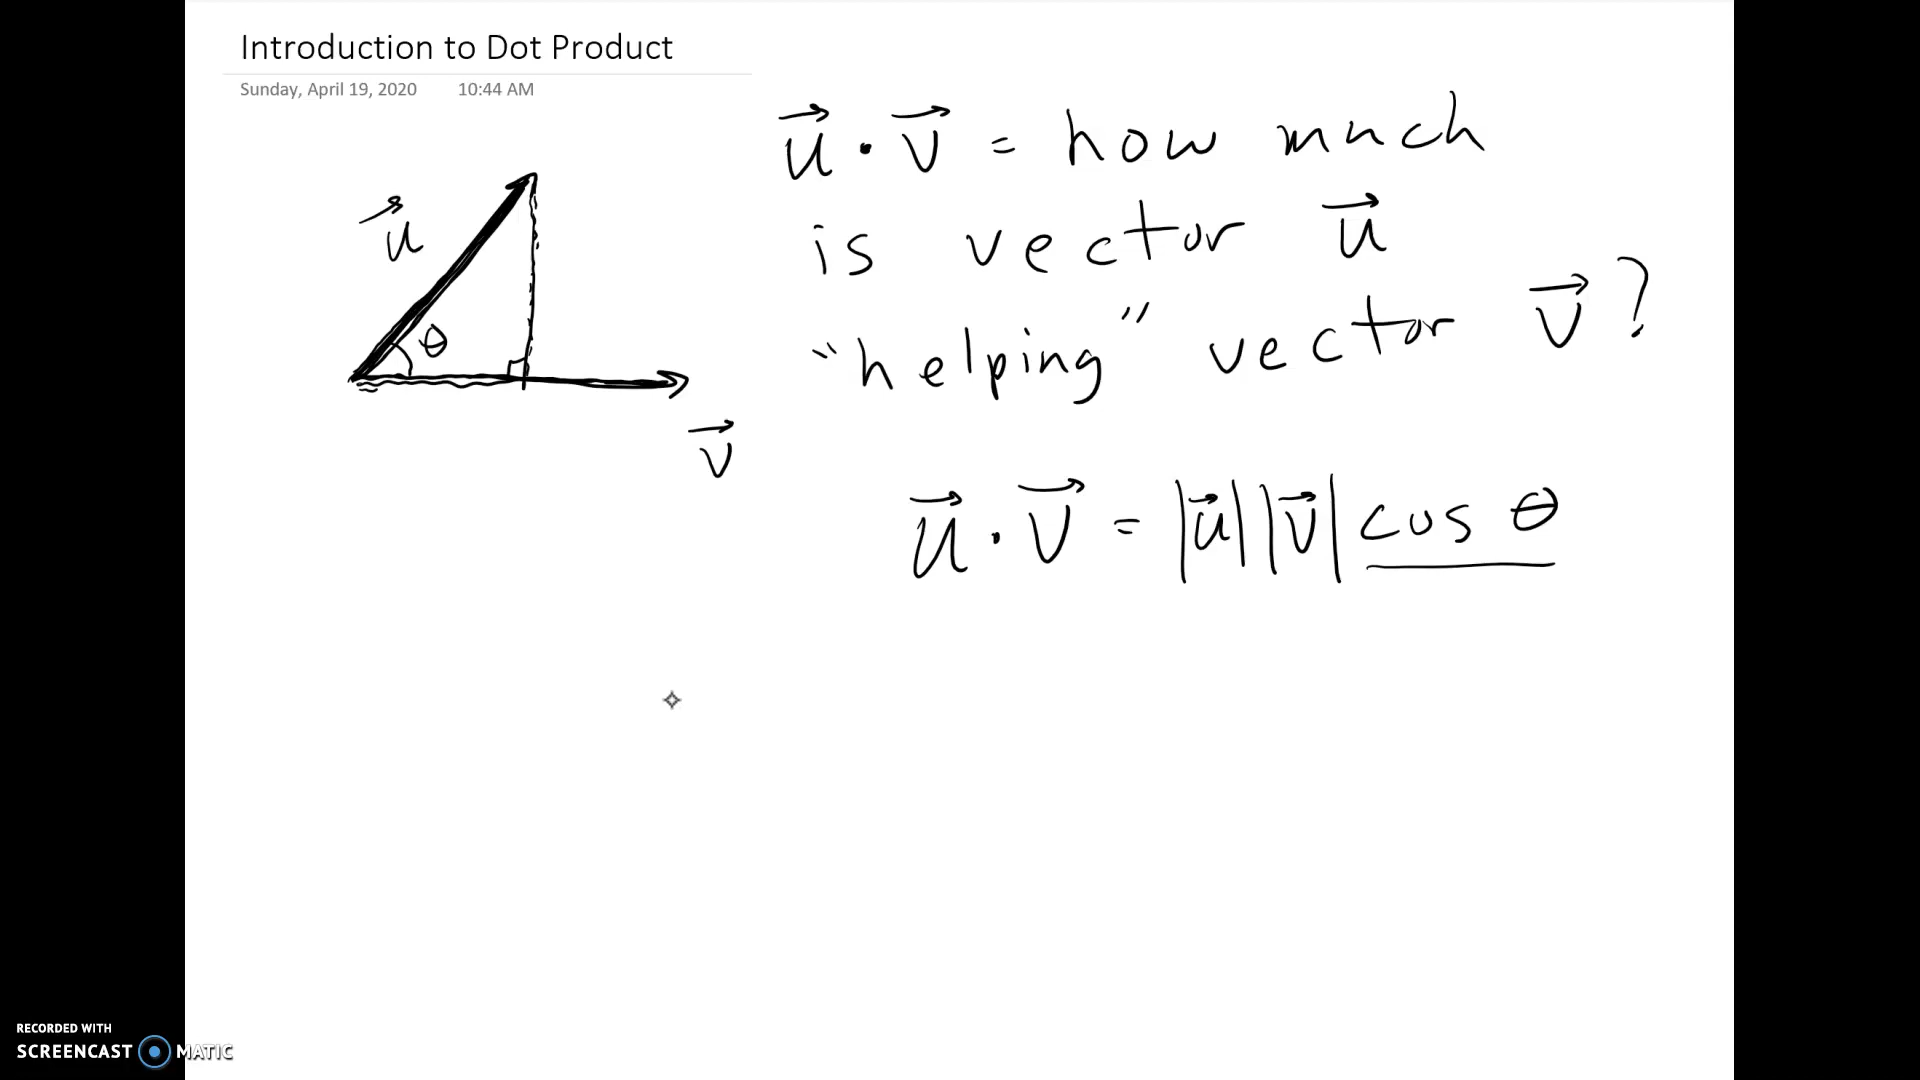 Introduction to Dot Product
Sunday, April 19, 2020 10:44 AM
u⃗ · v⃗ = how much
is vector u⃗
“helping” vector v⃗ ?
u⃗
θ
v⃗
u⃗ · v⃗ = |u⃗| |v⃗| cos θ
RECORDED WITH
SCREENCAST MATIC